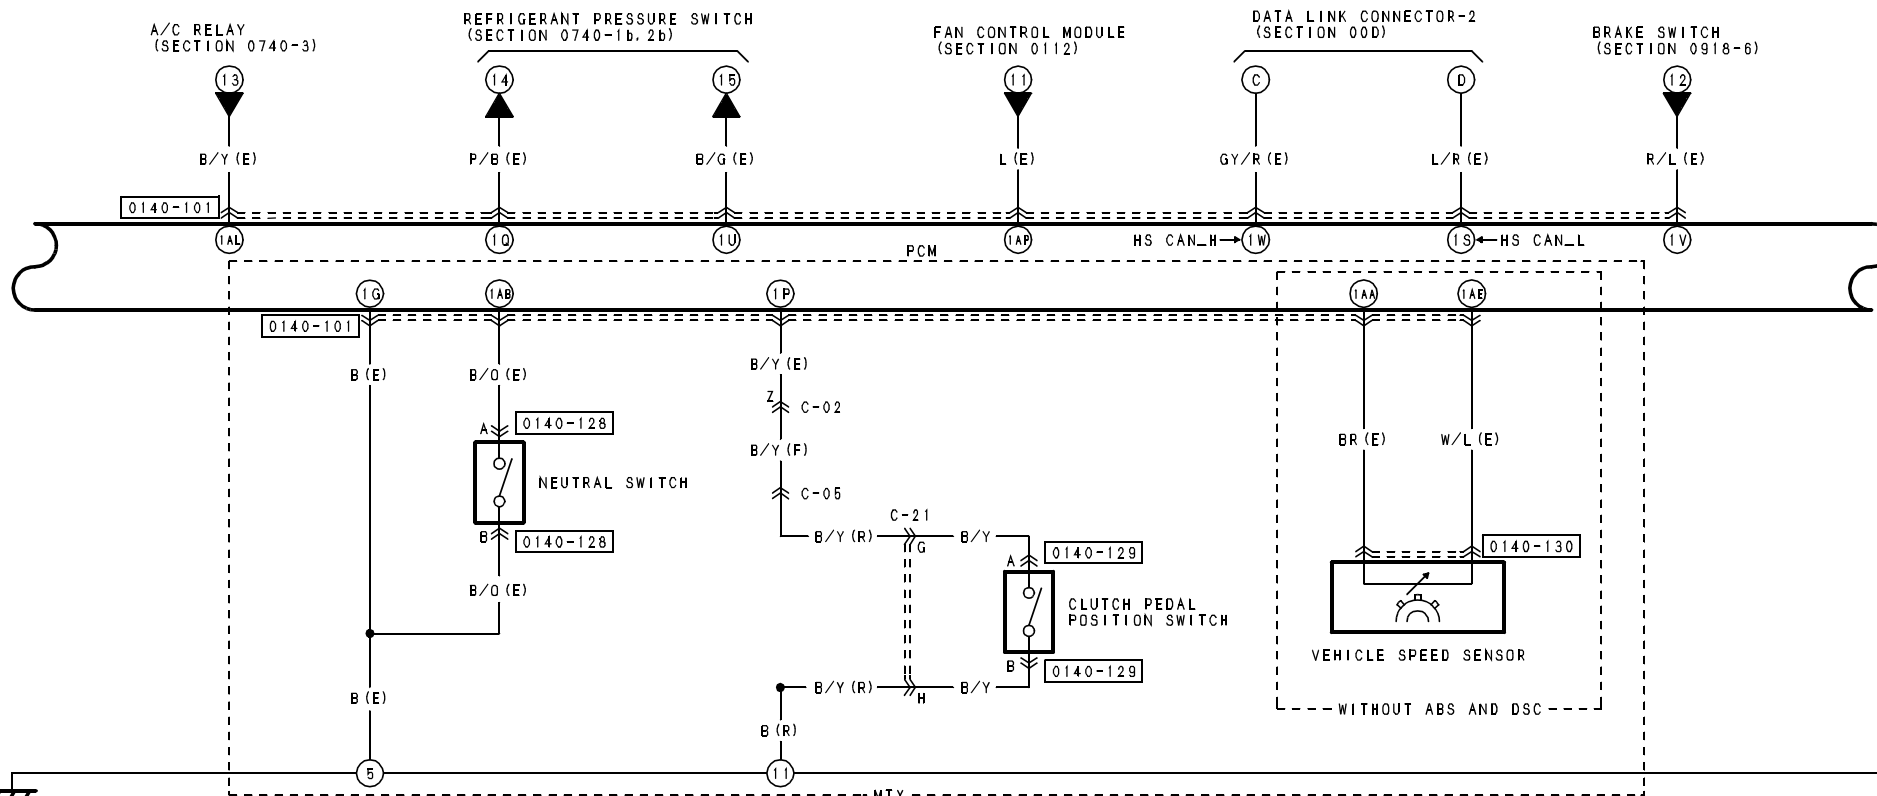 A/C RELAY
(SECTION 0740-3)
REFRIGERANT PRESSURE SWITCH
(SECTION 0740-1b, 2b)
FAN CONTROL MODULE
(SECTION 0112)
DATA LINK CONNECTOR-2
(SECTION 00D)
BRAKE SWITCH
(SECTION 0918-6)
13 14 15 11 C D 12
B/Y (E) P/B (E) B/G (E) L (E) GY/R (E) L/R (E) R/L (E)
0140-101
1AL 1Q 1U 1AP HS CAN_H 1W 1S HS CAN_L 1V
PCM
1G 1AB 1P 1AA 1AE
0140-101
B (E) B/O (E) B/Y (E)
Z C-02
A 0140-128
BR (E) W/L (E)
B/Y (F)
NEUTRAL SWITCH
C-05
C-21
B 0140-128
B/Y (R) G B/Y
A 0140-129
0140-130
B/O (E)
CLUTCH PEDAL
POSITION SWITCH
VEHICLE SPEED SENSOR
B 0140-129
B (E)
B/Y (R) H B/Y
WITHOUT ABS AND DSC
B (R)
5 11
MTX